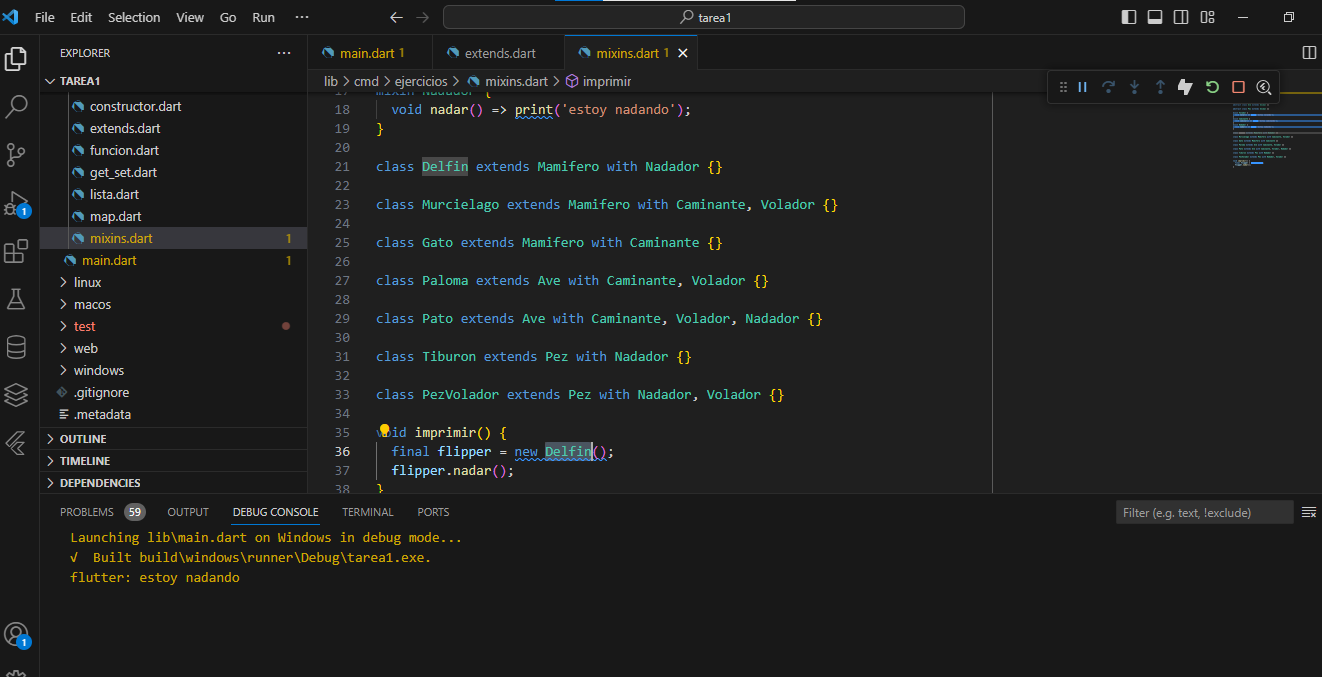 File Edit Selection View Go Run ··· ← → tarea1
EXPLORER ···
TAREA1
constructor.dart
extends.dart
funcion.dart
get_set.dart
lista.dart
map.dart
mixins.dart 1
main.dart 1
linux
macos
test
web
windows
.gitignore
.metadata
OUTLINE
TIMELINE
DEPENDENCIES
1
1
main.dart 1 extends.dart mixins.dart 1
lib > cmd > ejercicios > mixins.dart > imprimir
17 mixin Nadador {
18 void nadar() => print('estoy nadando');
19 }
20
21 class Delfin extends Mamifero with Nadador {}
22
23 class Murcielago extends Mamifero with Caminante, Volador {}
24
25 class Gato extends Mamifero with Caminante {}
26
27 class Paloma extends Ave with Caminante, Volador {}
28
29 class Pato extends Ave with Caminante, Volador, Nadador {}
30
31 class Tiburon extends Pez with Nadador {}
32
33 class PezVolador extends Pez with Nadador, Volador {}
34
35 void imprimir() {
36 final flipper = new Delfin();
37 flipper.nadar();
38 }
PROBLEMS 59 OUTPUT DEBUG CONSOLE TERMINAL PORTS Filter (e.g. text, !exclude)
Launching lib\main.dart on Windows in debug mode...
√ Built build\windows\runner\Debug\tarea1.exe.
flutter: estoy nadando